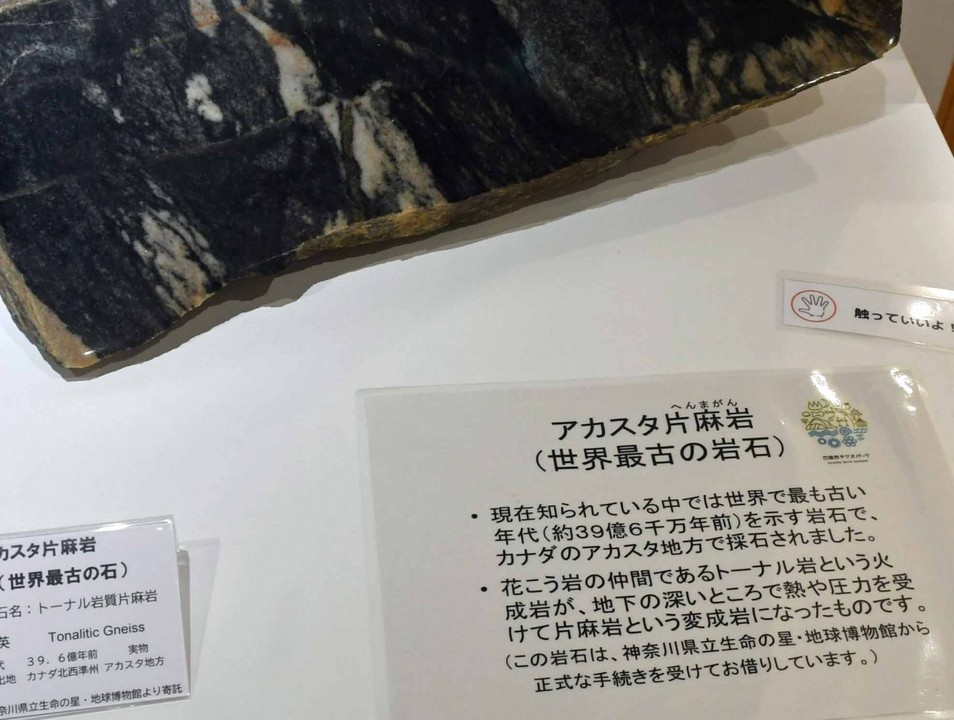 触っていいよ
へんまがん
アカスタ片麻岩
（世界最古の岩石）
• 現在知られている中では世界で最も古い
年代（約39億6千万年前）を示す岩石で、
カナダのアカスタ地方で採石されました。
• 花こう岩の仲間であるトーナル岩という火
成岩が、地下の深いところで熱や圧力を受
けて片麻岩という変成岩になったものです。
（この岩石は、神奈川県立生命の星・地球博物館から
正式な手続きを受けてお借りしています。）
カスタ片麻岩
（世界最古の石）
石名：トーナル岩質片麻岩
英 Tonalitic Gneiss
代 39．6億年前 実物
出地 カナダ北西準州 アカスタ地方
奈川県立生命の星・地球博物館より寄託